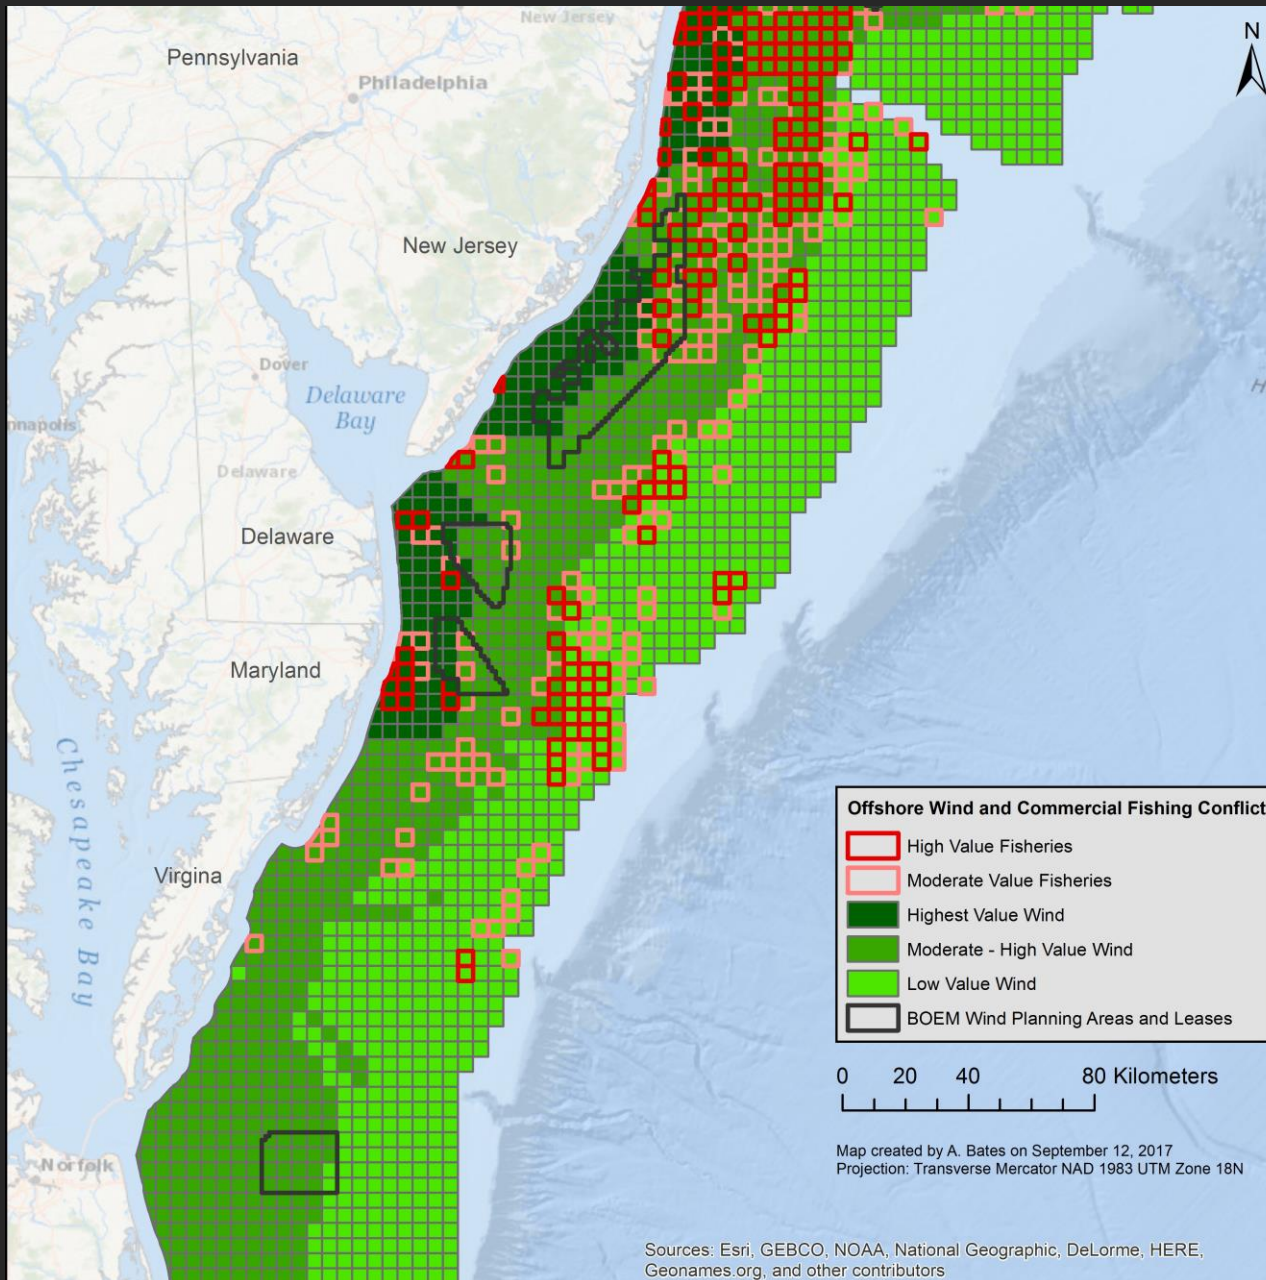 New Jersey
Pennsylvania
Philadelphia
N
New Jersey
Dover
Delaware
Bay
nnapolis
Delaware
Delaware
Maryland
Chesapeake Bay
Virgina
Norfolk
H
Offshore Wind and Commercial Fishing Conflict
High Value Fisheries
Moderate Value Fisheries
Highest Value Wind
Moderate - High Value Wind
Low Value Wind
BOEM Wind Planning Areas and Leases
0 20 40 80 Kilometers
Map created by A. Bates on September 12, 2017
Projection: Transverse Mercator NAD 1983 UTM Zone 18N
Sources: Esri, GEBCO, NOAA, National Geographic, DeLorme, HERE,
Geonames.org, and other contributors